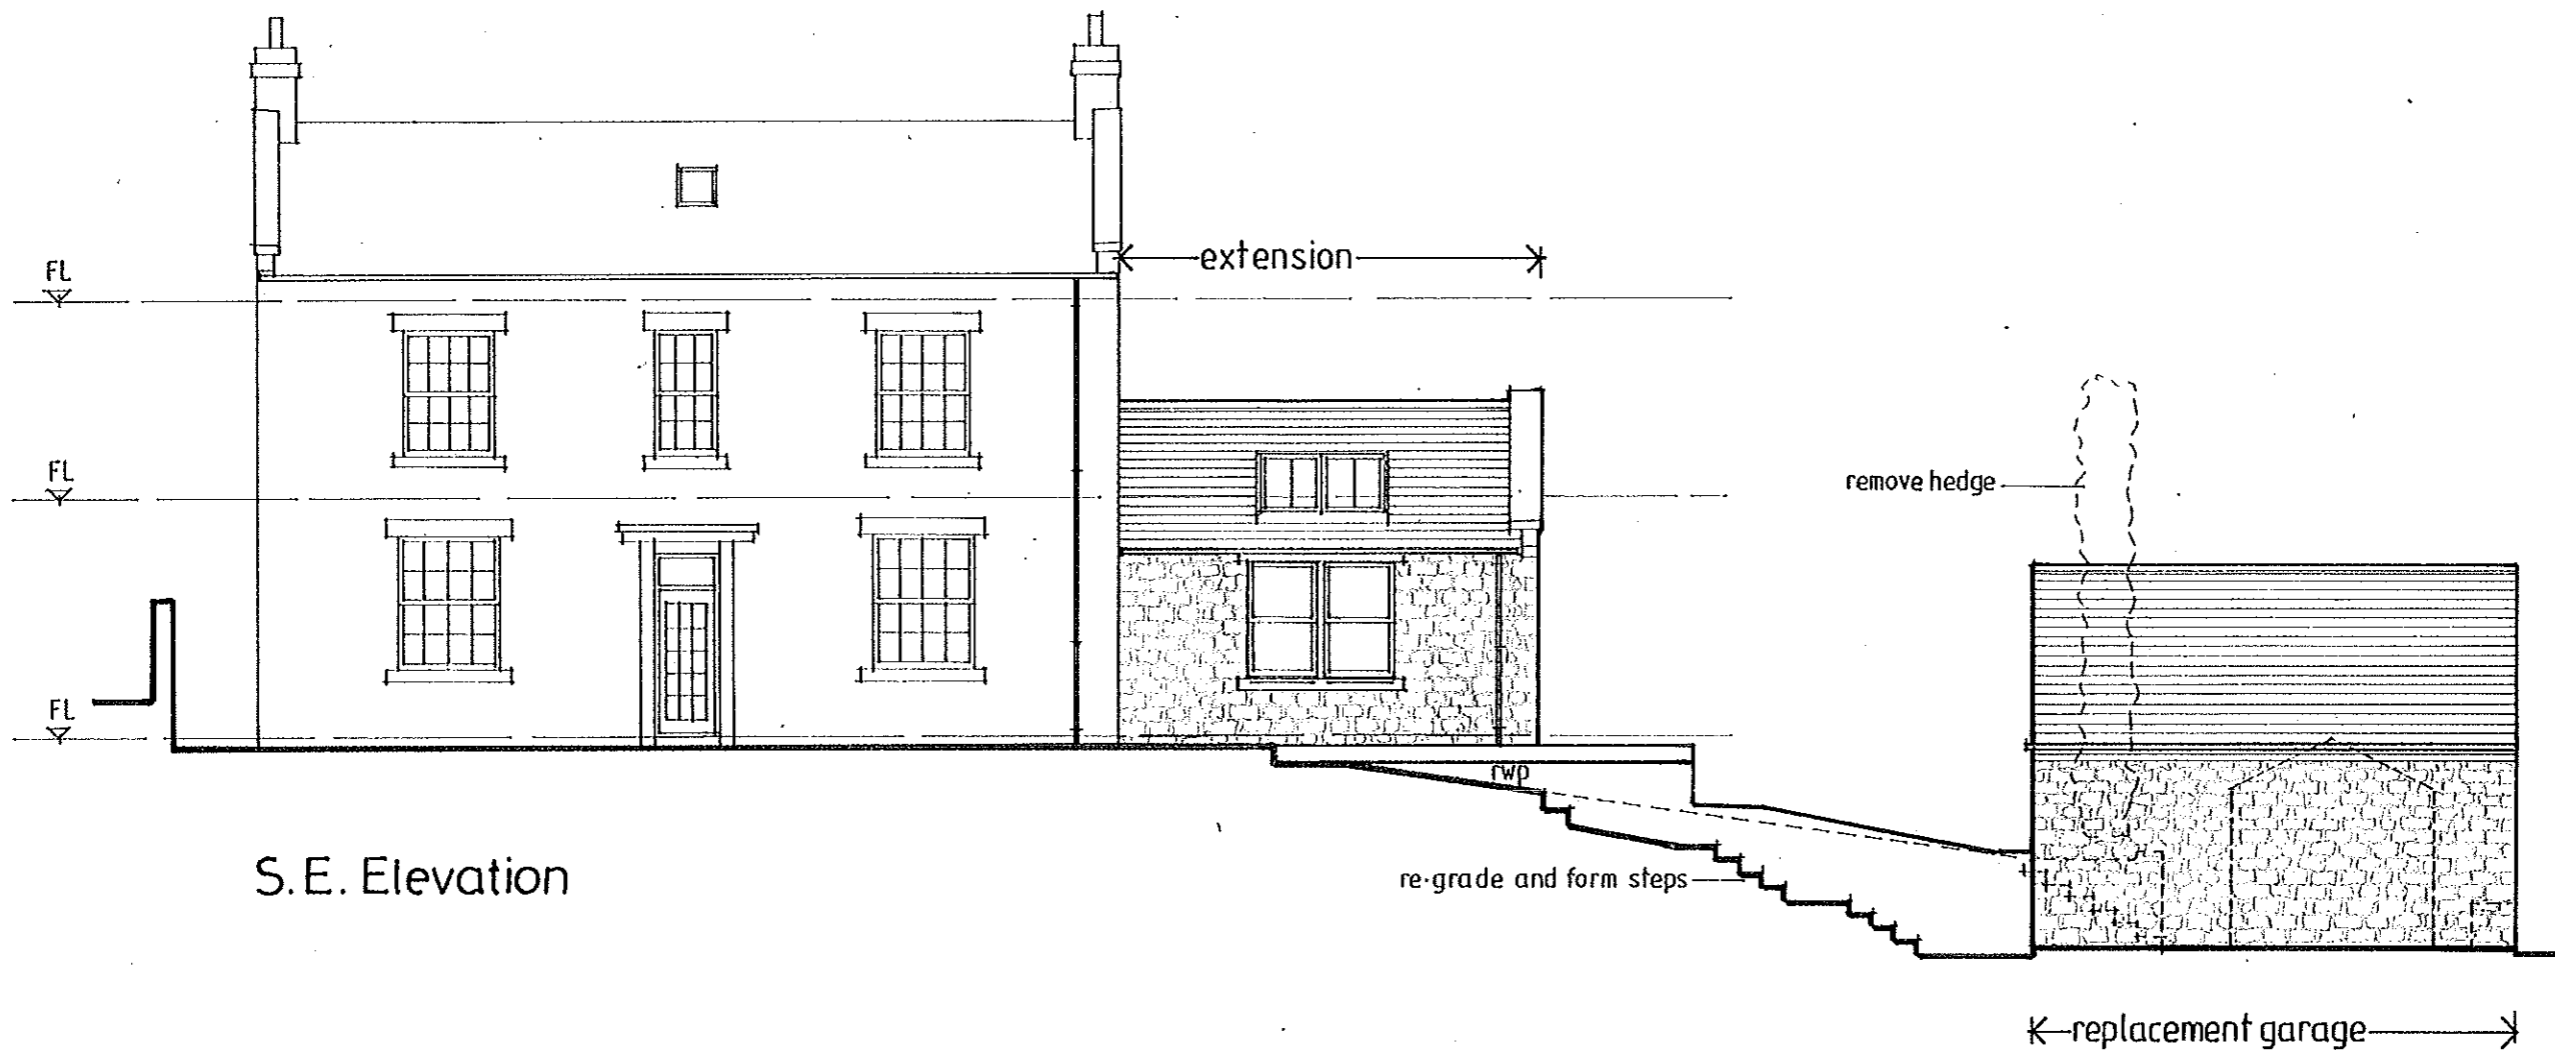 extension
FL
FL
remove hedge
FL
rwp
S.E. Elevation
re-grade and form steps
replacement garage